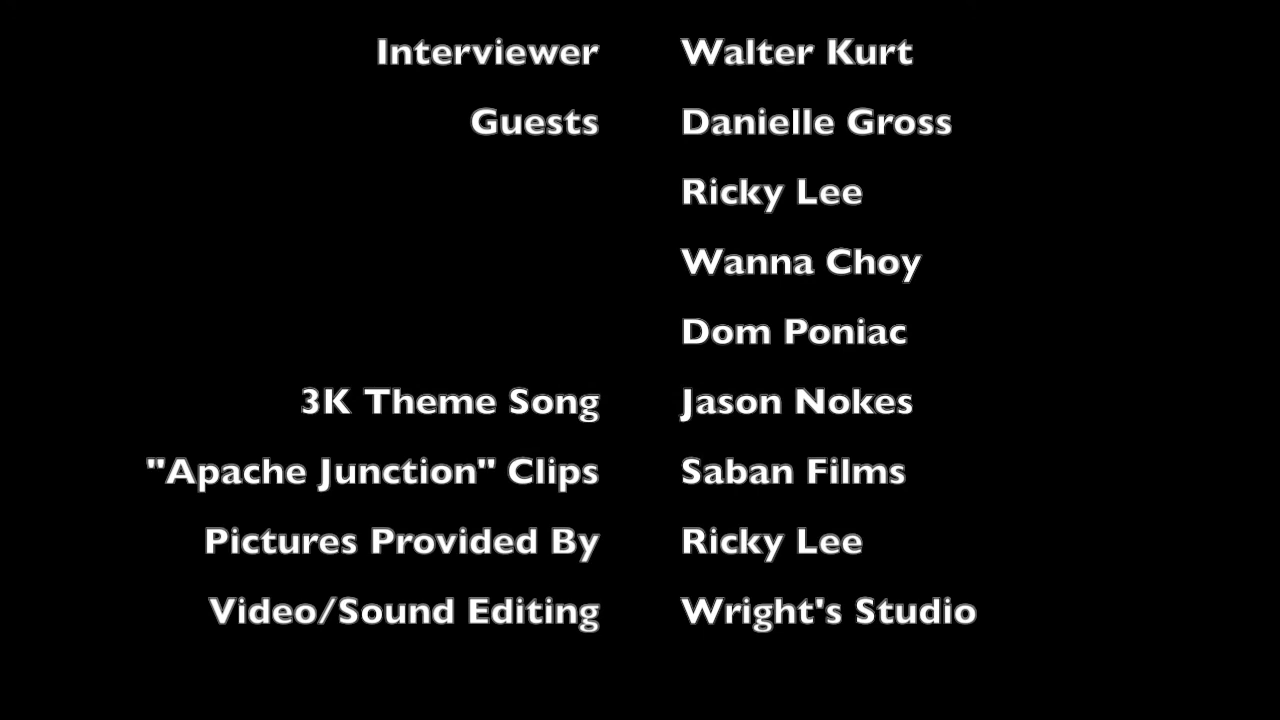 Interviewer Walter Kurt
Guests Danielle Gross
Ricky Lee
Wanna Choy
Dom Poniac
3K Theme Song Jason Nokes
"Apache Junction" Clips Saban Films
Pictures Provided By Ricky Lee
Video/Sound Editing Wright's Studio